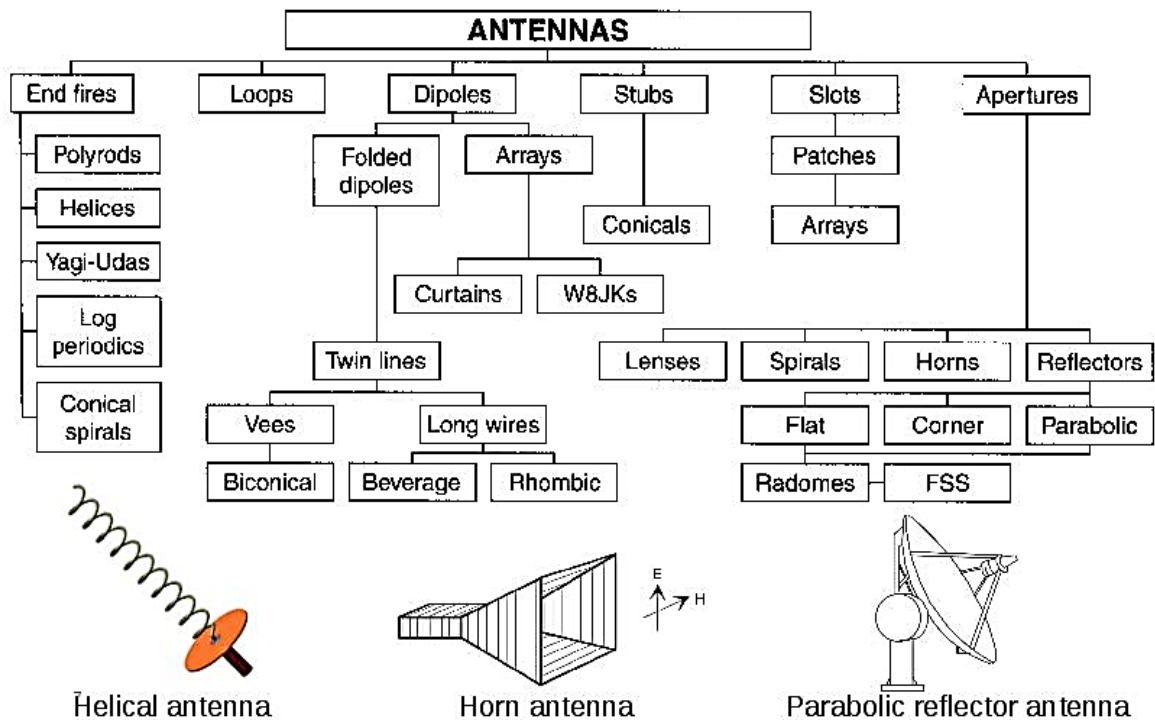 ANTENNAS
End fires
Loops
Dipoles
Stubs
Slots
Apertures
Polyrods
Folded
dipoles
Arrays
Patches
Helices
Conicals
Arrays
Yagi-Udas
Curtains
W8JKs
Log
periodics
Twin lines
Lenses
Spirals
Horns
Reflectors
Conical
spirals
Vees
Long wires
Flat
Corner
Parabolic
Biconical
Beverage
Rhombic
Radomes
FSS
E
H
Helical antenna
Horn antenna
Parabolic reflector antenna